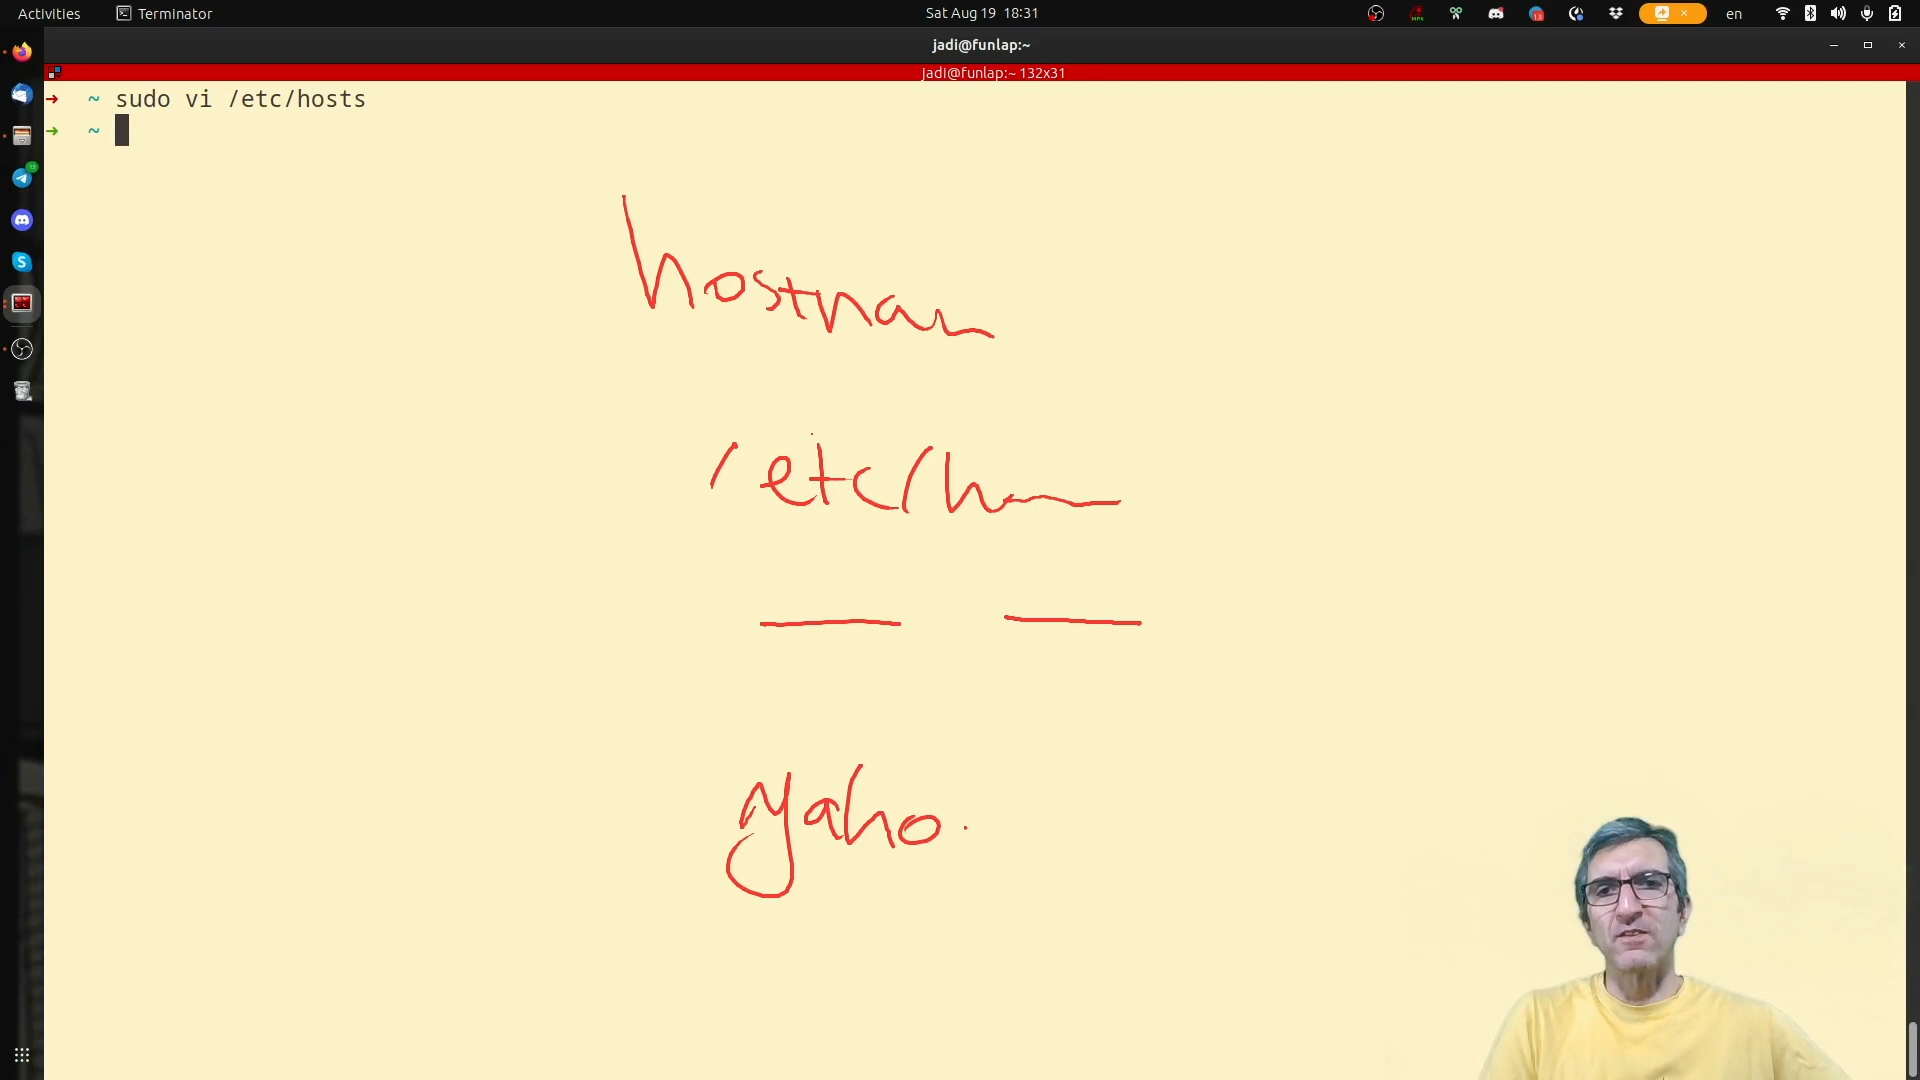 Activities Terminator Sat Aug 19 18:31 en
jadi@funlap:~
jadi@funlap:~ 132x31
➜ ~ sudo vi /etc/hosts
➜ ~
hostnam
/etc/h
yaho.